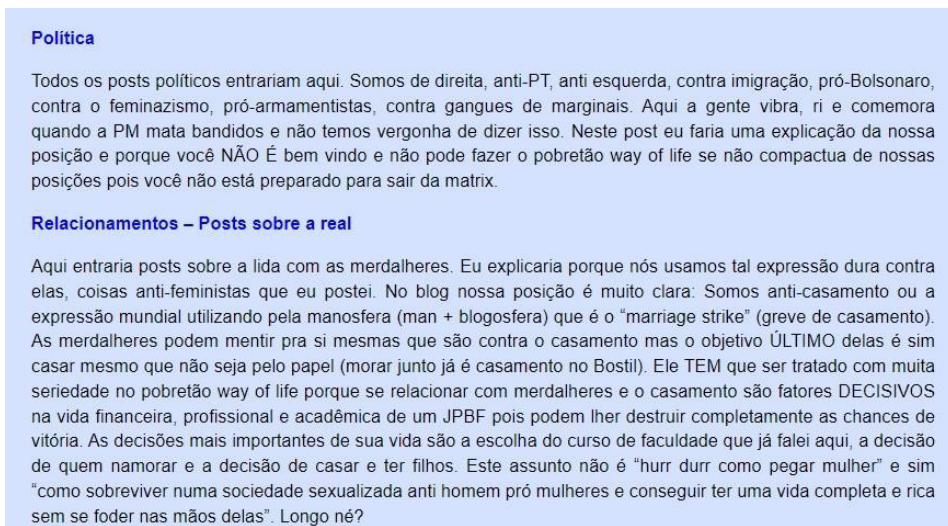 Política
Todos os posts políticos entrariam aqui. Somos de direita, anti-PT, anti esquerda, contra imigração, pró-Bolsonaro,
contra o feminazismo, pró-armamentistas, contra gangues de marginais. Aqui a gente vibra, ri e comemora
quando a PM mata bandidos e não temos vergonha de dizer isso. Neste post eu faria uma explicação da nossa
posição e porque você NÃO É bem vindo e não pode fazer o pobretão way of life se não compactua de nossas
posições pois você não está preparado para sair da matrix.
Relacionamentos – Posts sobre a real
Aqui entraria posts sobre a lida com as merdalheres. Eu explicaria porque nós usamos tal expressão dura contra
elas, coisas anti-feministas que eu postei. No blog nossa posição é muito clara: Somos anti-casamento ou a
expressão mundial utilizando pela manosfera (man + blogosfera) que é o “marriage strike” (greve de casamento).
As merdalheres podem mentir pra si mesmas que são contra o casamento mas o objetivo ÚLTIMO delas é sim
casar mesmo que não seja pelo papel (morar junto já é casamento no Bostil). Ele TEM que ser tratado com muita
seriedade no pobretão way of life porque se relacionar com merdalheres e o casamento são fatores DECISIVOS
na vida financeira, profissional e acadêmica de um JPBF pois podem lher destruir completamente as chances de
vitória. As decisões mais importantes de sua vida são a escolha do curso de faculdade que já falei aqui, a decisão
de quem namorar e a decisão de casar e ter filhos. Este assunto não é “hurr durr como pegar mulher” e sim
“como sobreviver numa sociedade sexualizada anti homem pró mulheres e conseguir ter uma vida completa e rica
sem se foder nas mãos delas”. Longo né?